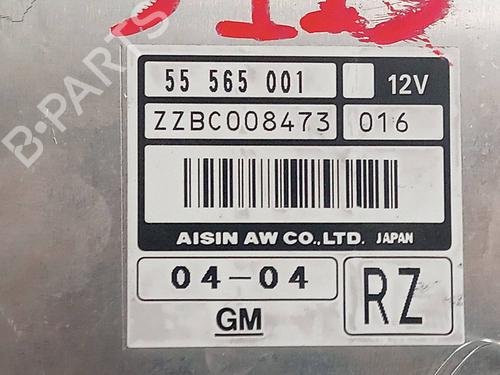 55 565 001 12V
ZZBC008473 016
AISIN AW CO.,LTD. JAPAN
04-04 RZ
GM
B-PARTS